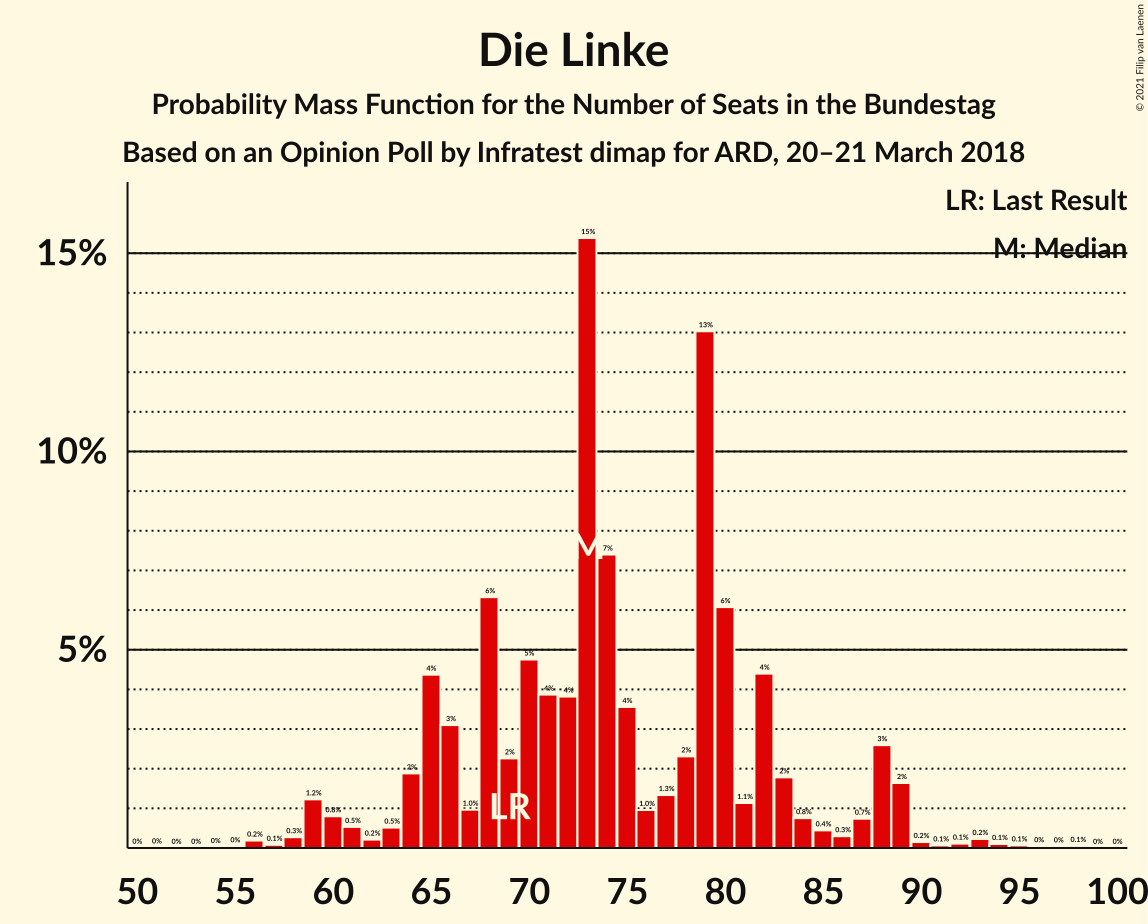 Die Linke
Probability Mass Function for the Number of Seats in the Bundestag
Based on an Opinion Poll by Infratest dimap for ARD, 20–21 March 2018
© 2021 Filip van Laenen
LR: Last Result
M: Median
15%
10%
5%
0% 0% 0% 0% 0% 0% 0.2% 0.1% 0.3% 1.2% 0.8% 0.5% 0.2% 0.5% 2% 4% 3% 1.0% 6% 2% 5% 4% 4% 15% 7% 4% 1.0% 1.3% 2% 13% 6% 1.1% 4% 2% 0.8% 0.4% 0.3% 0.7% 3% 2% 0.2% 0.1% 0.1% 0.2% 0.1% 0.1% 0% 0% 0.1% 0% 0%
M
LR
50 55 60 65 70 75 80 85 90 95 100